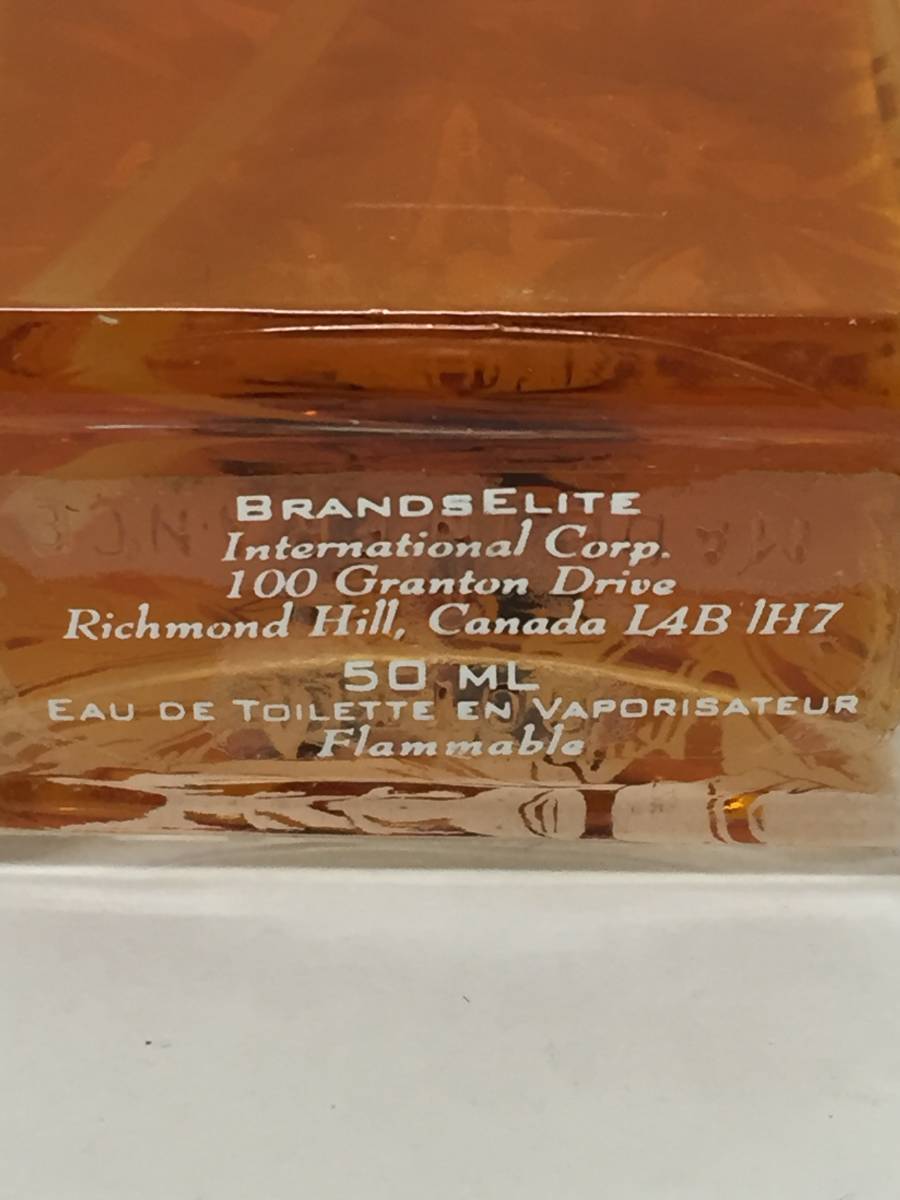 BRANDSELITE
International Corp.
100 Granton Drive
Richmond Hill, Canada L4B 1H7
50 ML
EAU DE TOILETTE EN VAPORISATEUR
Flammable